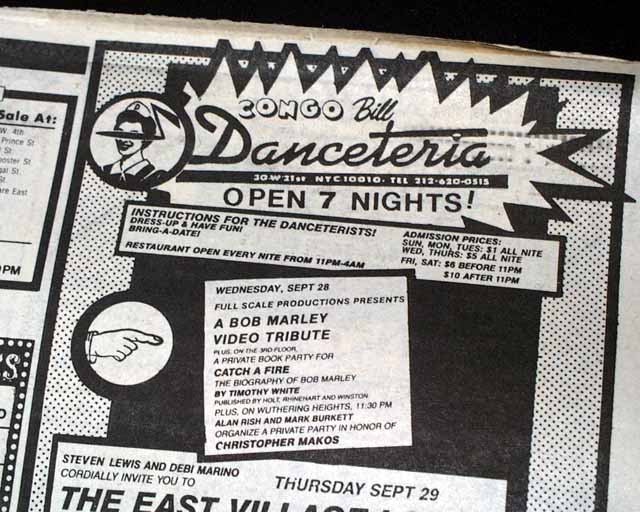 Sale At:
W. 4th
Prince St
St.
ooster St
gal St.
St.
are East
PM
CONGO Bill
Danceteria
30·W·21st NYC 10010· TEL 212-620-0515
OPEN 7 NIGHTS!
INSTRUCTIONS FOR THE DANCETERISTS!
DRESS-UP & HAVE FUN!
BRING-A-DATE!
RESTAURANT OPEN EVERY NITE FROM 11PM-4AM
ADMISSION PRICES:
SUN, MON, TUES: $1 ALL NITE
WED, THURS: $5 ALL NITE
FRI, SAT: $6 BEFORE 11PM
$10 AFTER 11PM
WEDNESDAY, SEPT 28
FULL SCALE PRODUCTIONS PRESENTS
A BOB MARLEY
VIDEO TRIBUTE
PLUS, ON THE 3RD FLOOR,
A PRIVATE BOOK PARTY FOR
CATCH A FIRE
THE BIOGRAPHY OF BOB MARLEY
BY TIMOTHY WHITE
PUBLISHED BY HOLT, RHINEHART AND WINSTON
PLUS, ON WUTHERING HEIGHTS, 11:30 PM
ALAN RISH AND MARK BURKETT
ORGANIZE A PRIVATE PARTY IN HONOR OF
CHRISTOPHER MAKOS
STEVEN LEWIS AND DEBI MARINO
CORDIALLY INVITE YOU TO
THURSDAY SEPT 29
THE EAST VILLAGE